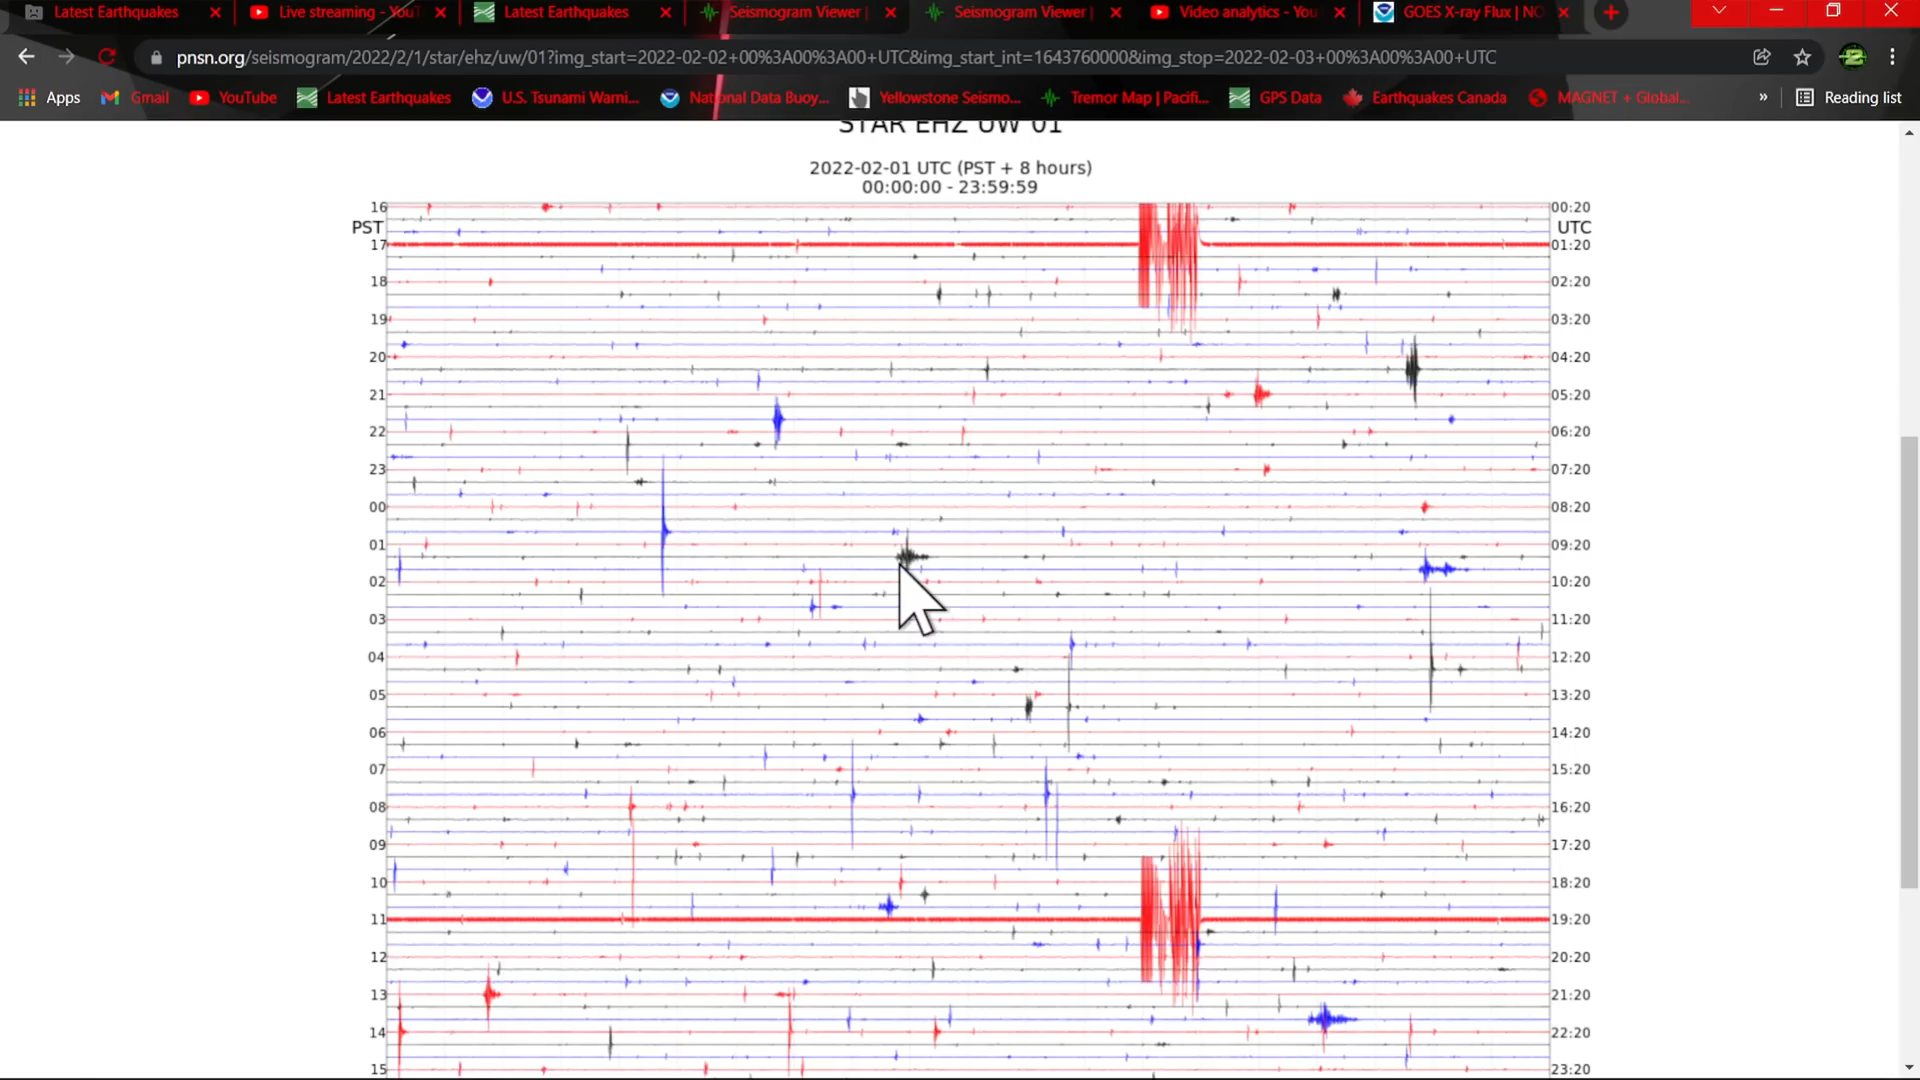 Latest Earthquakes
Live streaming - YouT
Latest Earthquakes
Seismogram Viewer |
Seismogram Viewer |
Video analytics - You
GOES X-ray Flux | NO
pnsn.org/seismogram/2022/2/1/star/ehz/uw/01?img_start=2022-02-02+00%3A00%3A00+UTC&img_start_int=1643760000&img_stop=2022-02-03+00%3A00%3A00+UTC
Apps
Gmail
YouTube
Latest Earthquakes
U.S. Tsunami Warni...
National Data Buoy...
Yellowstone Seismo...
Tremor Map | Pacifi...
GPS Data
Earthquakes Canada
MAGNET + Global...
»
Reading list
STAR EHZ UW 01
2022-02-01 UTC (PST + 8 hours)
00:00:00 - 23:59:59
16 00:20
PST UTC
17 01:20
18 02:20
19 03:20
20 04:20
21 05:20
22 06:20
23 07:20
00 08:20
01 09:20
02 10:20
03 11:20
04 12:20
05 13:20
06 14:20
07 15:20
08 16:20
09 17:20
10 18:20
11 19:20
12 20:20
13 21:20
14 22:20
15 23:20